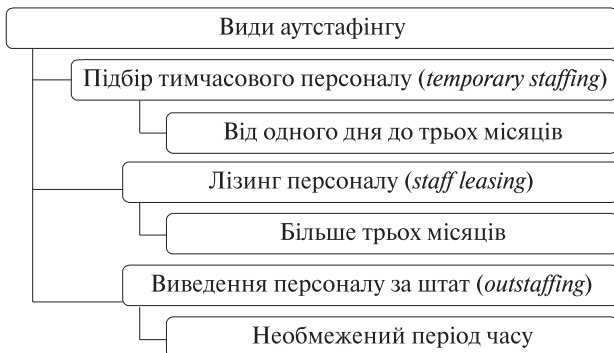 Види аутстафінгу
Підбір тимчасового персоналу (temporary staffing)
Від одного дня до трьох місяців
Лізинг персоналу (staff leasing)
Більше трьох місяців
Виведення персоналу за штат (outstaffing)
Необмежений період часу